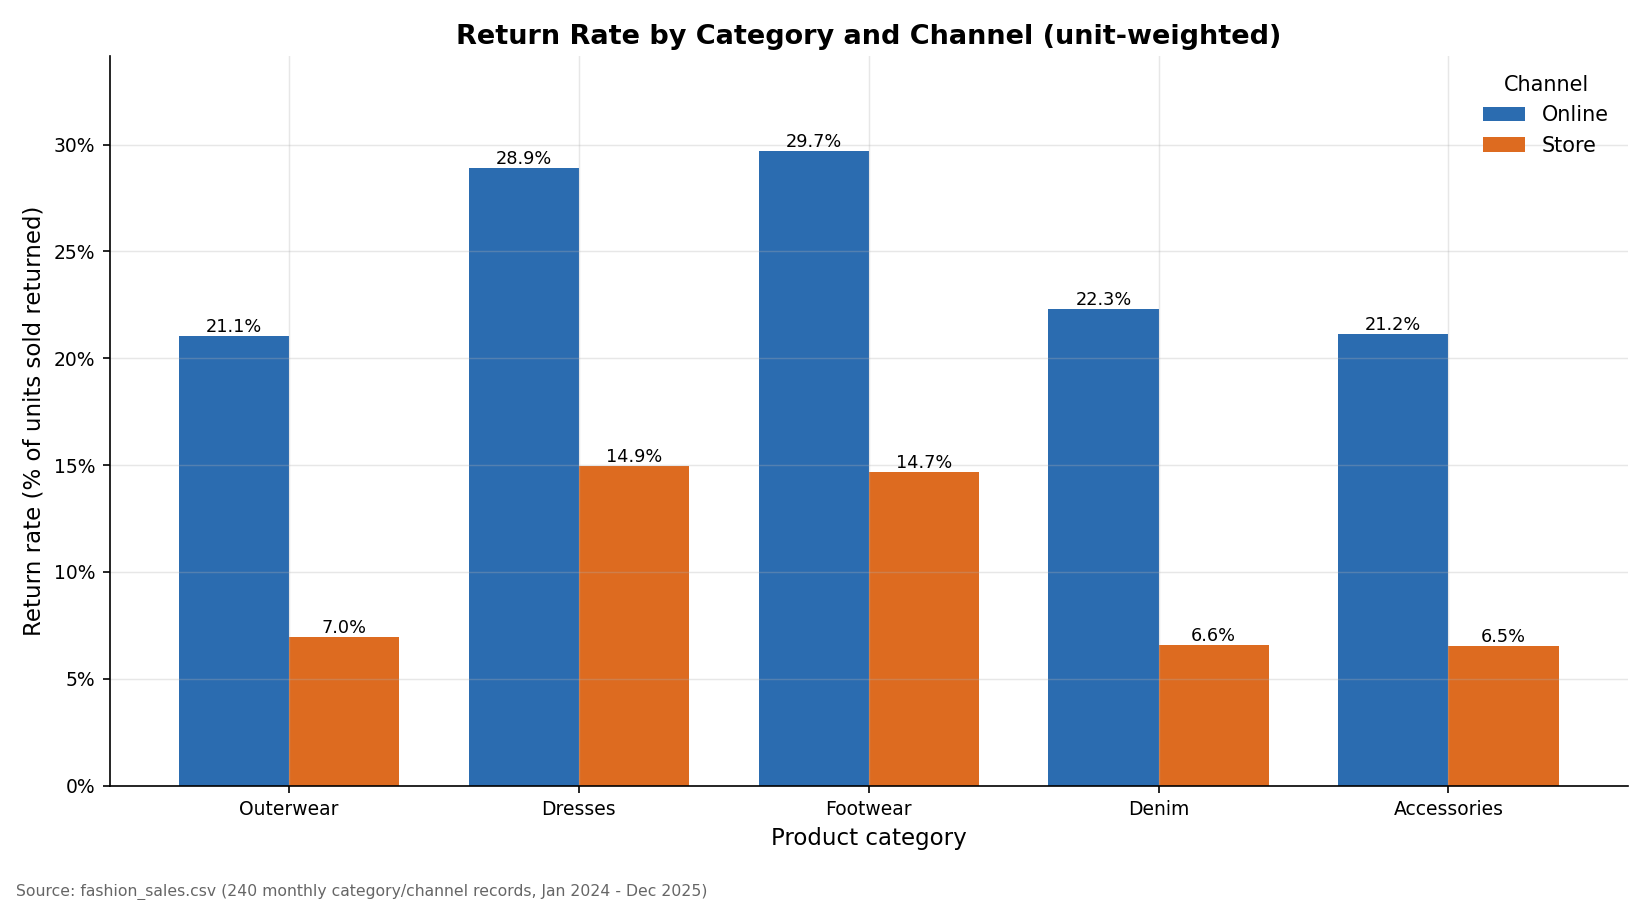 Return Rate by Category and Channel (unit-weighted)
Channel
Online
Store
Return rate (% of units sold returned)
30%
25%
20%
15%
10%
5%
0%
21.1%
7.0%
28.9%
14.9%
29.7%
14.7%
22.3%
6.6%
21.2%
6.5%
Outerwear
Dresses
Footwear
Denim
Accessories
Product category
Source: fashion_sales.csv (240 monthly category/channel records, Jan 2024 - Dec 2025)